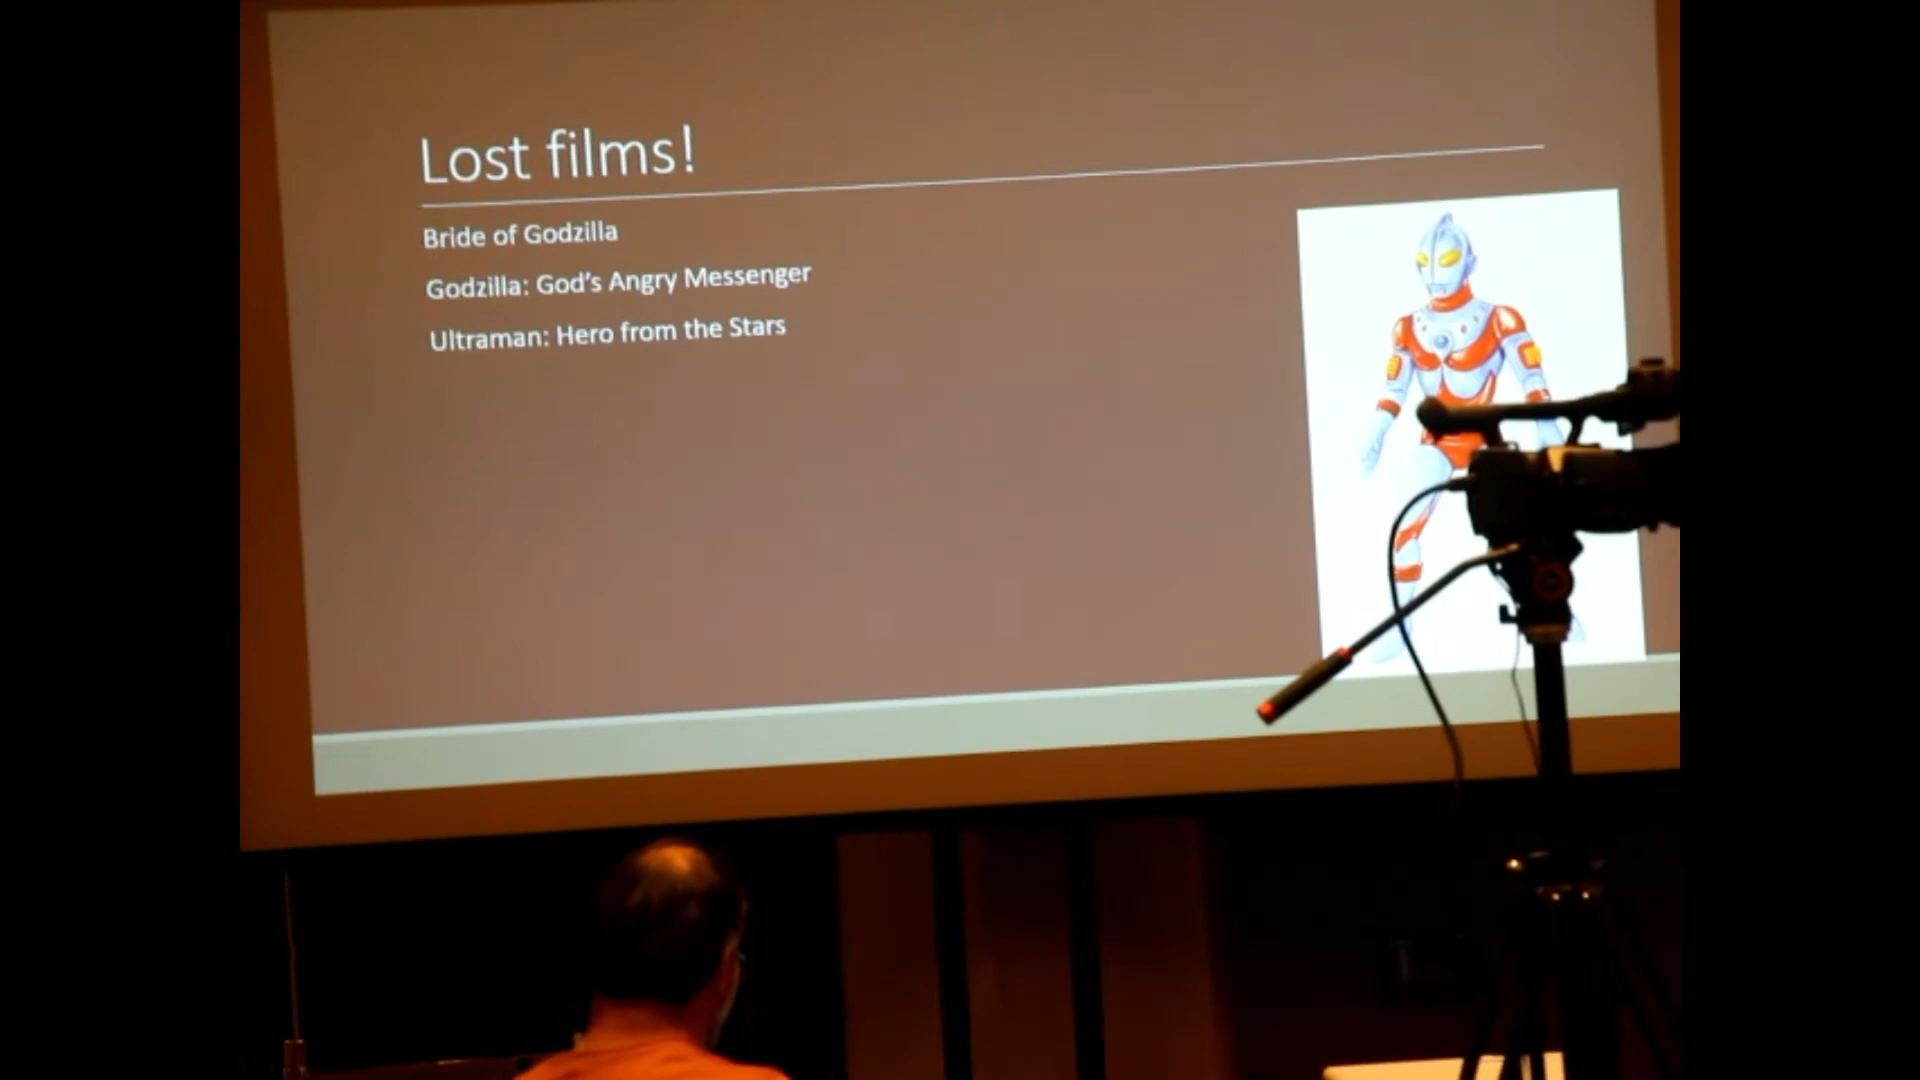 Lost films!
Bride of Godzilla
Godzilla: God's Angry Messenger
Ultraman: Hero from the Stars